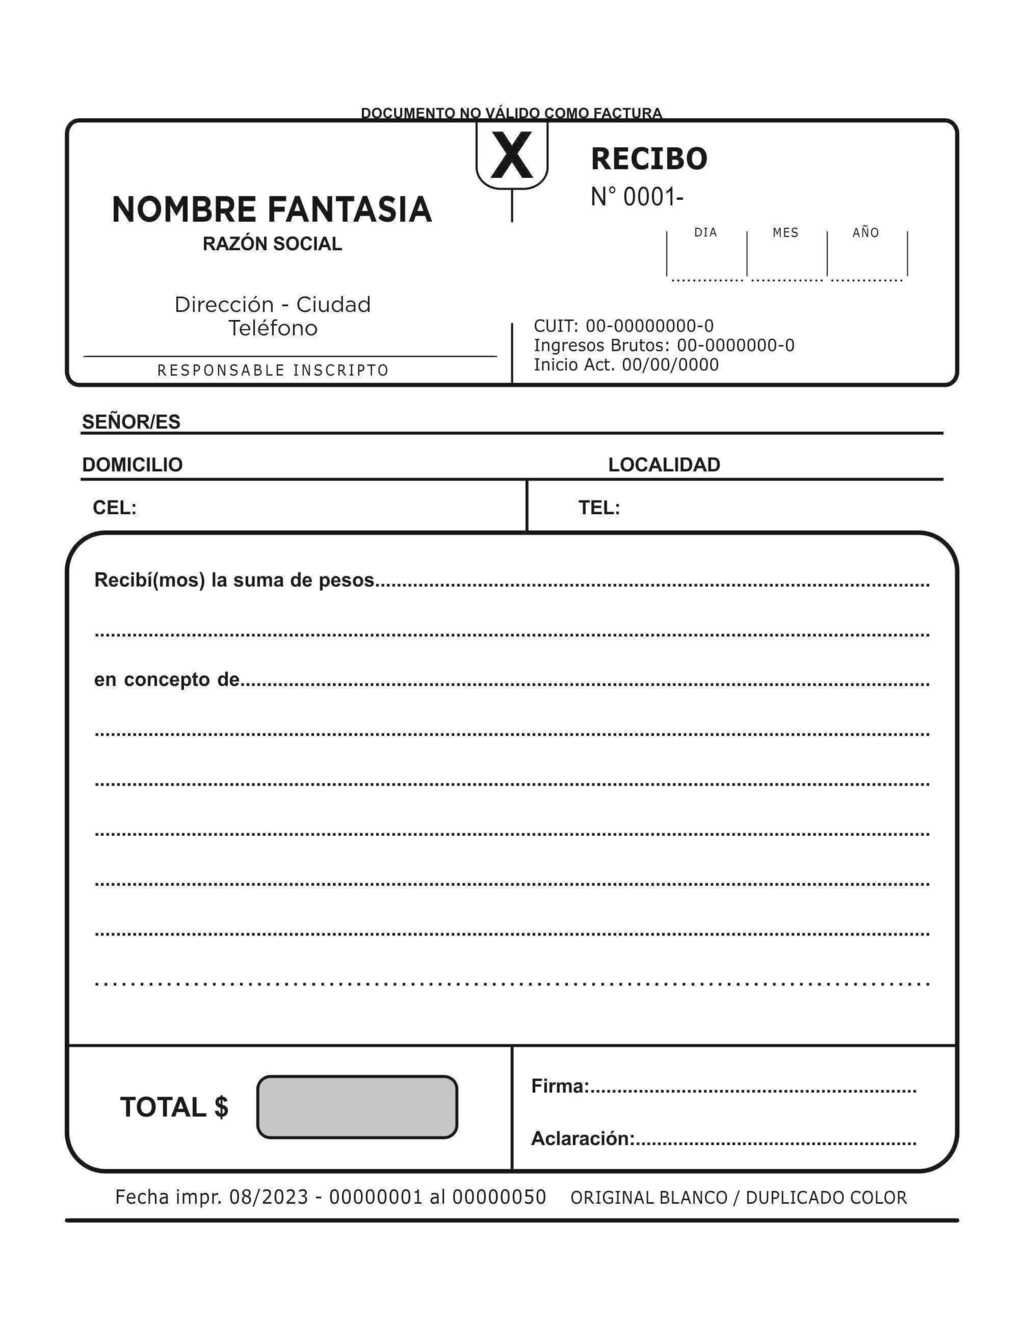 DOCUMENTO NO VÁLIDO COMO FACTURA
X
RECIBO
N° 0001-
NOMBRE FANTASIA
RAZÓN SOCIAL
DIA MES AÑO
Dirección - Ciudad
Teléfono
RESPONSABLE INSCRIPTO
CUIT: 00-00000000-0
Ingresos Brutos: 00-0000000-0
Inicio Act. 00/00/0000
SEÑOR/ES
DOMICILIO LOCALIDAD
CEL: TEL:
Recibí(mos) la suma de pesos
en concepto de
TOTAL $
Firma:
Aclaración:
Fecha impr. 08/2023 - 00000001 al 00000050 ORIGINAL BLANCO / DUPLICADO COLOR